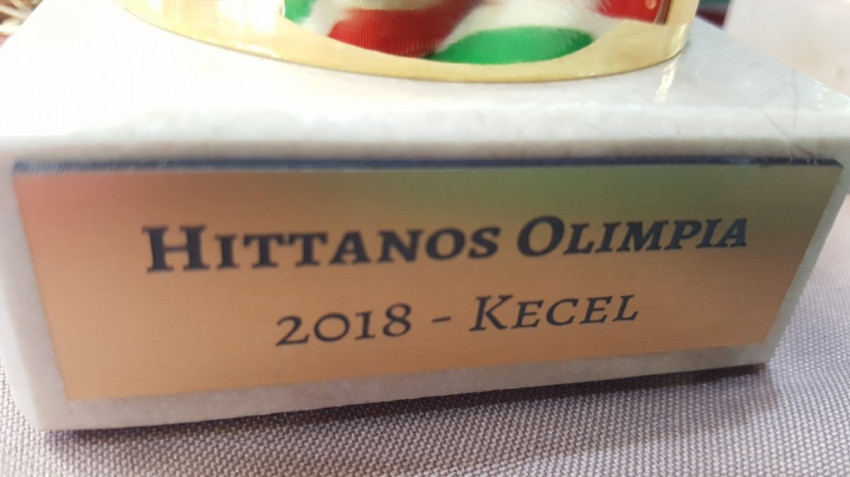 HITTANOS OLIMPIA
2018 - KECEL